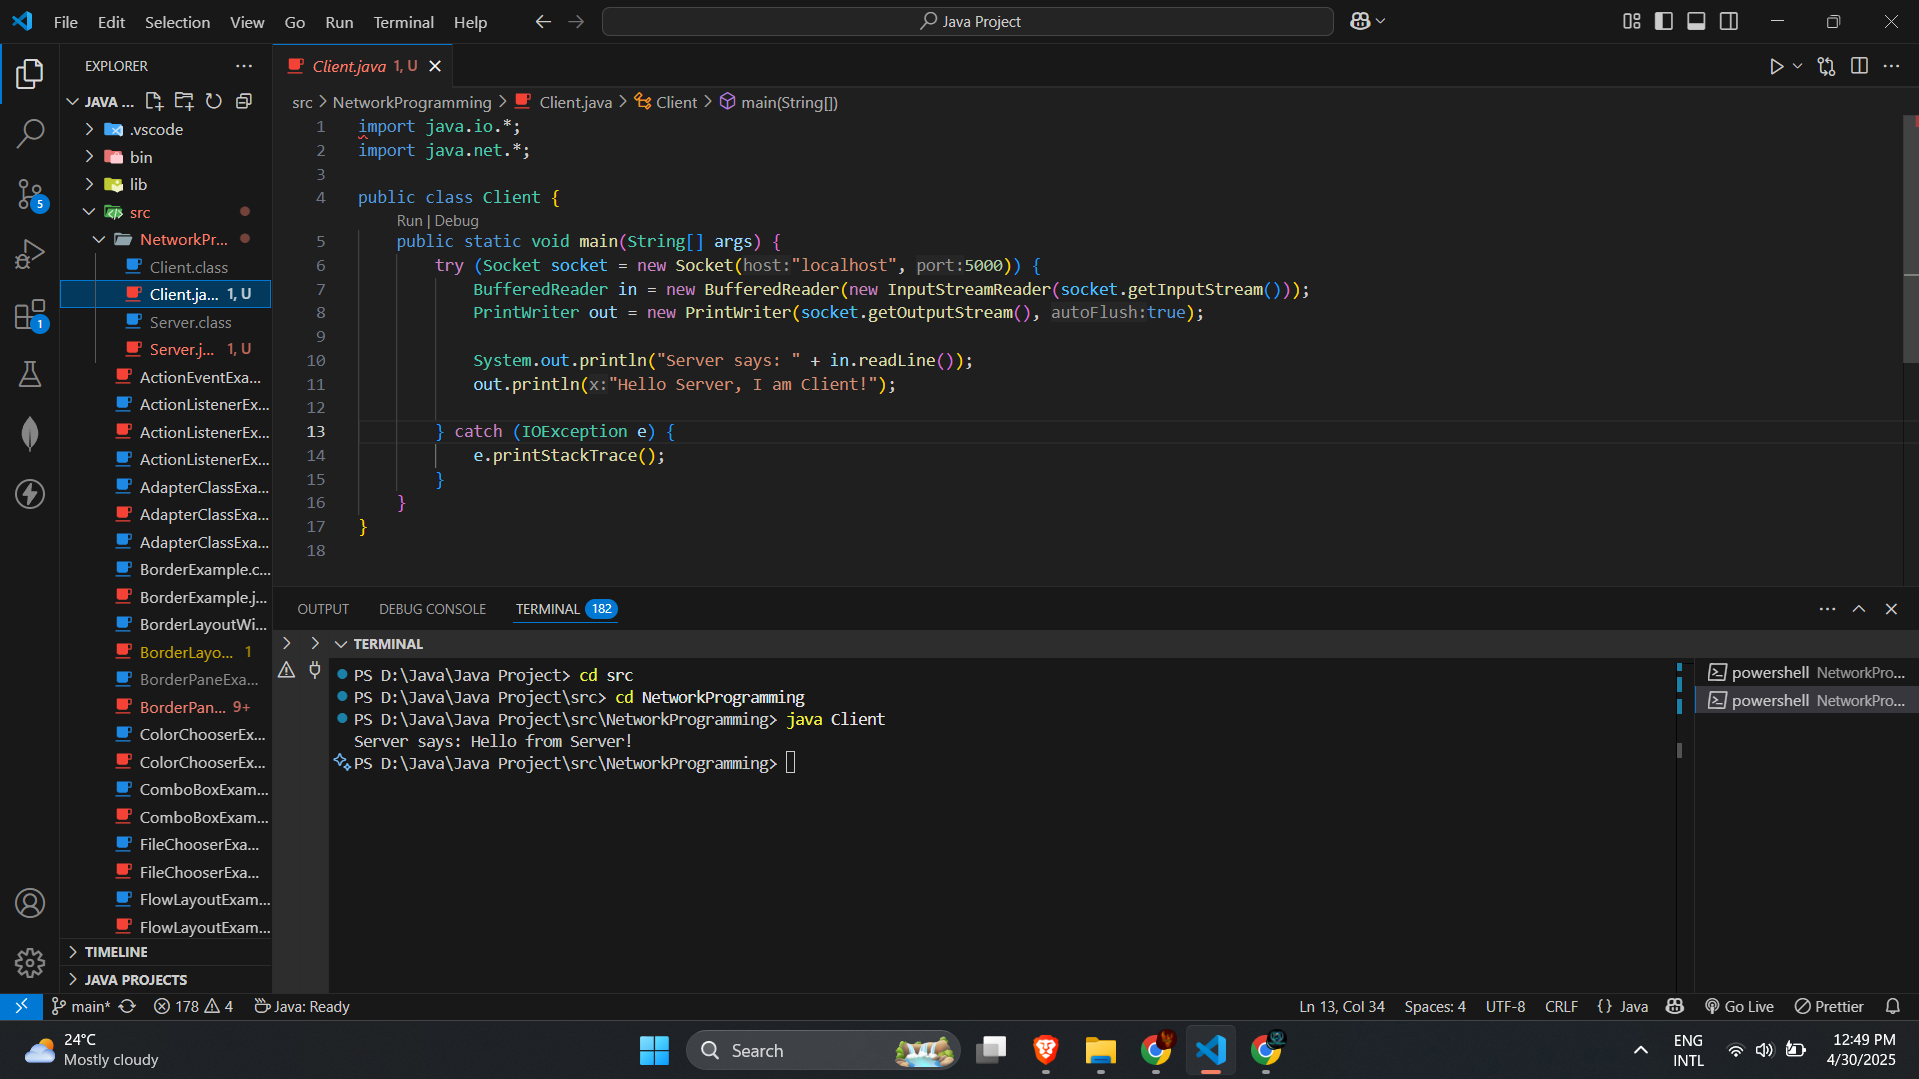 File Edit Selection View Go Run Terminal Help
Java Project
EXPLORER
JAVA ...
.vscode
bin
lib
src
NetworkPr...
Client.class
Client.ja... 1, U
Server.class
Server.j... 1, U
ActionEventExa...
ActionListenerEx...
ActionListenerEx...
ActionListenerEx...
AdapterClassExa...
AdapterClassExa...
AdapterClassExa...
BorderExample.c...
BorderExample.j...
BorderLayoutWi...
BorderLayo... 1
BorderPaneExa...
BorderPan... 9+
ColorChooserEx...
ColorChooserEx...
ComboBoxExam...
ComboBoxExam...
FileChooserExa...
FileChooserExa...
FlowLayoutExam...
FlowLayoutExam...
TIMELINE
JAVA PROJECTS
5
1
Client.java 1, U
src > NetworkProgramming > Client.java > Client > main(String[])
1 import java.io.*;
2 import java.net.*;
3
4 public class Client {
Run | Debug
5 public static void main(String[] args) {
6 try (Socket socket = new Socket(host:"localhost", port:5000)) {
7 BufferedReader in = new BufferedReader(new InputStreamReader(socket.getInputStream()));
8 PrintWriter out = new PrintWriter(socket.getOutputStream(), autoFlush:true);
9
10 System.out.println("Server says: " + in.readLine());
11 out.println(x:"Hello Server, I am Client!");
12
13 } catch (IOException e) {
14 e.printStackTrace();
15 }
16 }
17 }
18
OUTPUT DEBUG CONSOLE TERMINAL 182
TERMINAL
PS D:\Java\Java Project> cd src
PS D:\Java\Java Project\src> cd NetworkProgramming
PS D:\Java\Java Project\src\NetworkProgramming> java Client
Server says: Hello from Server!
PS D:\Java\Java Project\src\NetworkProgramming>
powershell NetworkPro...
powershell NetworkPro...
main* 178 4 Java: Ready
Ln 13, Col 34 Spaces: 4 UTF-8 CRLF {} Java Go Live Prettier
24°C
Mostly cloudy
Search
ENG
INTL
12:49 PM
4/30/2025